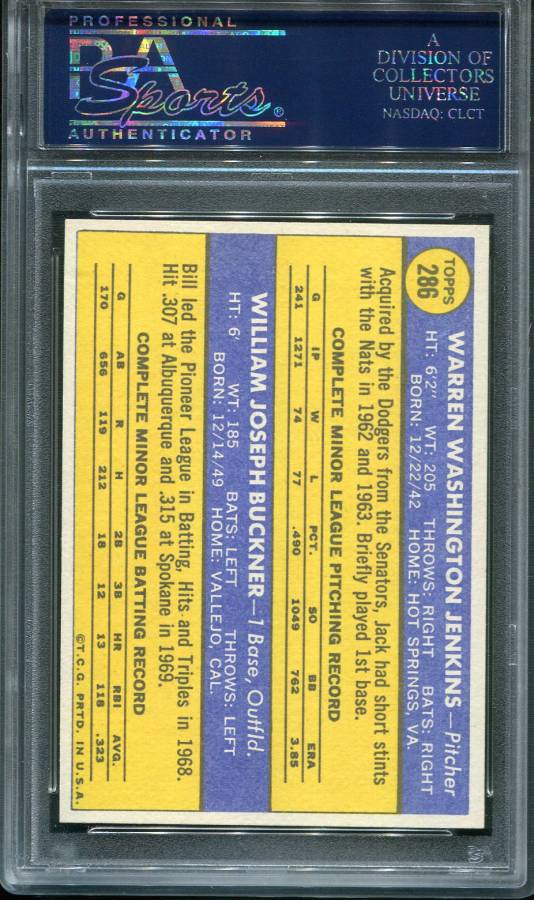 PROFESSIONAL
PSA
Sports®
AUTHENTICATOR
A
DIVISION OF
COLLECTORS
UNIVERSE
NASDAQ: CLCT
TOPPS
286
WARREN WASHINGTON JENKINS—Pitcher
HT: 6'2" WT: 205 THROWS: RIGHT BATS: RIGHT
BORN: 12/22/42 HOME: HOT SPRINGS, VA.
Acquired by the Dodgers from the Senators, Jack had short stints
with the Nats in 1962 and 1963. Briefly played 1st base.
COMPLETE MINOR LEAGUE PITCHING RECORD
G IP W L PCT. SO BB ERA
241 1271 74 77 .490 1049 762 3.85
WILLIAM JOSEPH BUCKNER—1 Base, Outfld.
HT: 6' WT: 185 BATS: LEFT THROWS: LEFT
BORN: 12/14/49 HOME: VALLEJO, CAL.
Bill led the Pioneer League in Batting, Hits and Triples in 1968.
Hit .307 at Albuquerque and .315 at Spokane in 1969.
COMPLETE MINOR LEAGUE BATTING RECORD
G AB R H 2B 3B HR RBI AVG.
170 656 119 212 18 12 13 118 .323
©T.C.G. PRTD. IN U.S.A.